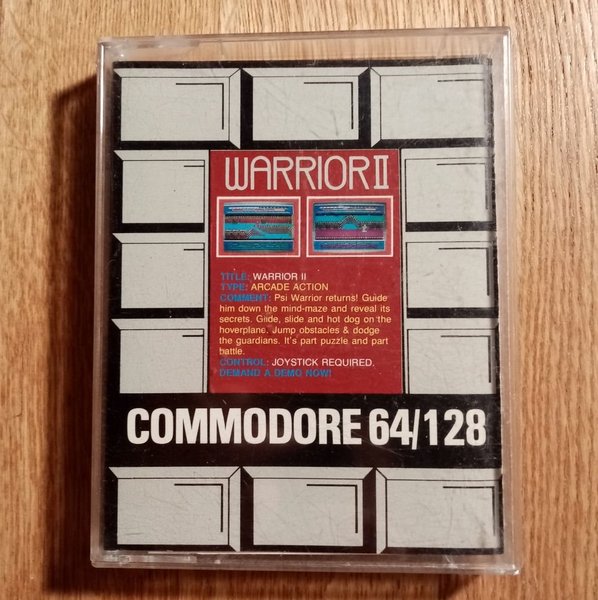 WARRIOR II
TITLE: WARRIOR II
TYPE: ARCADE ACTION
COMMENT: Psi Warrior returns! Guide
him down the mind-maze and reveal its
secrets. Glide, slide and hot dog on the
hoverplane. Jump obstacles & dodge
the guardians. It's part puzzle and part
battle.
CONTROL: JOYSTICK REQUIRED.
DEMAND A DEMO NOW!
COMMODORE 64/128